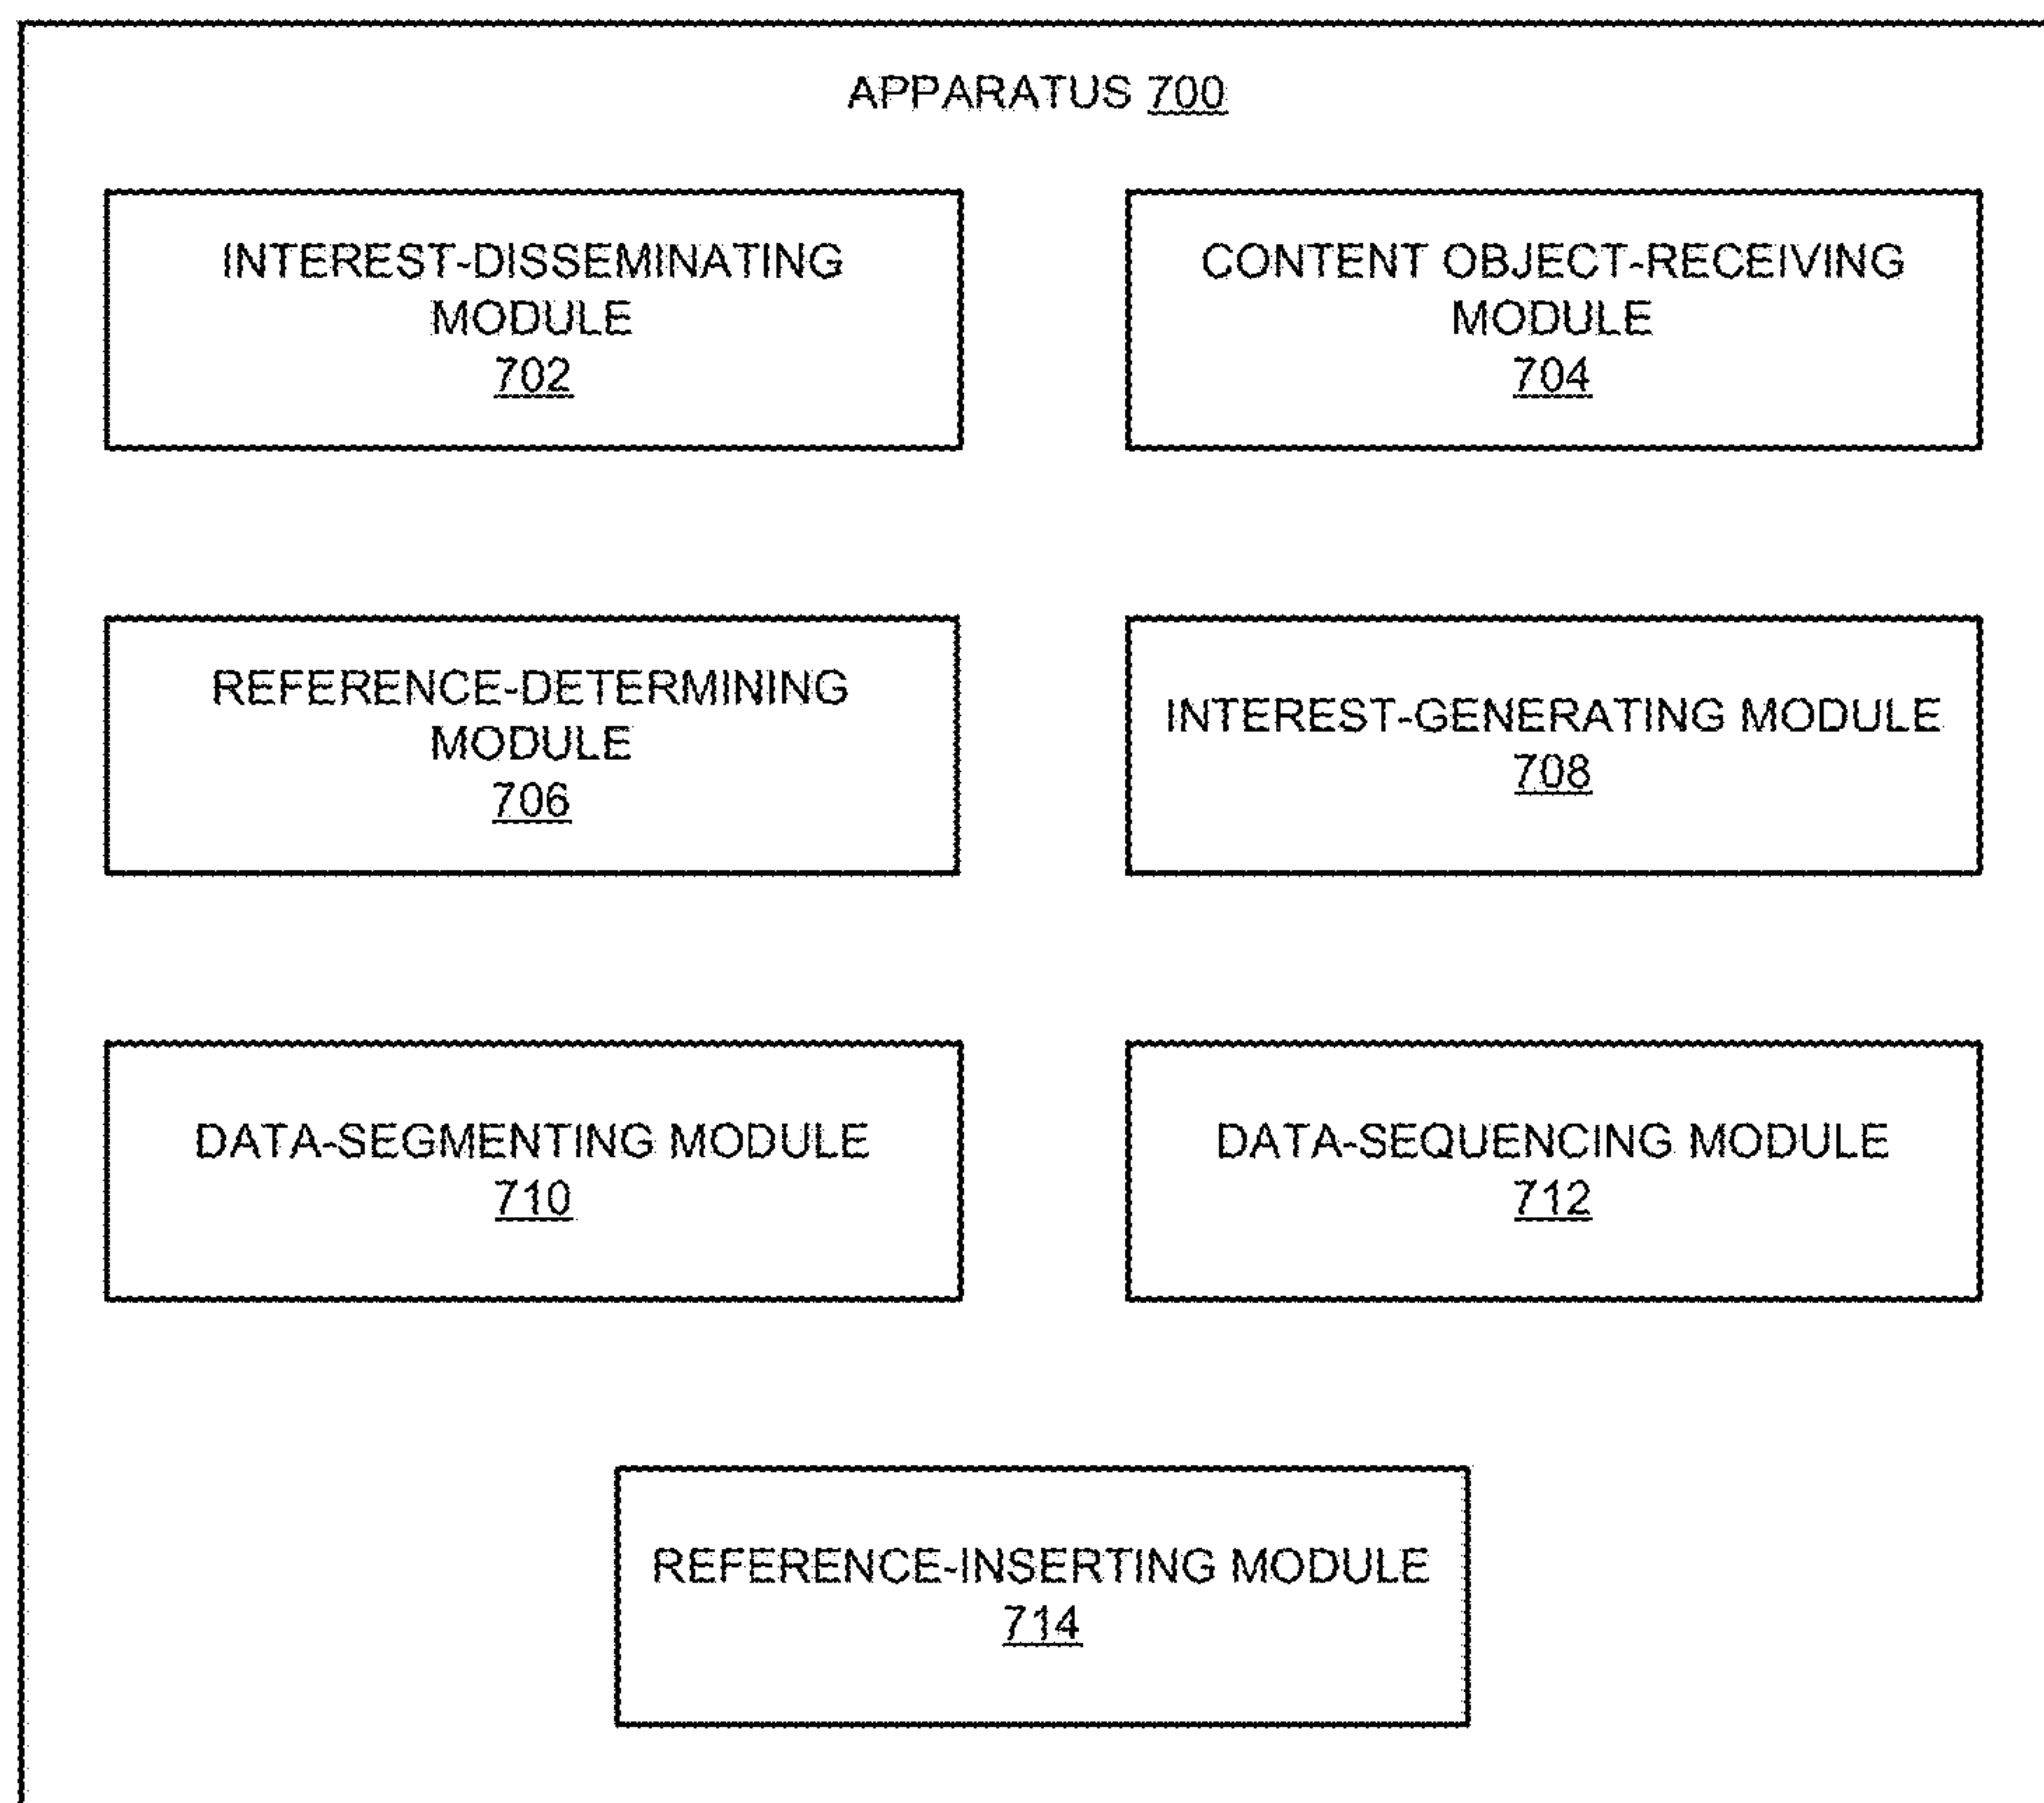 APPARATUS 700
INTEREST-DISSEMINATING
MODULE
702
CONTENT OBJECT-RECEIVING
MODULE
704
REFERENCE-DETERMINING
MODULE
706
INTEREST-GENERATING MODULE
708
DATA-SEGMENTING MODULE
710
DATA-SEQUENCING MODULE
712
REFERENCE-INSERTING MODULE
714